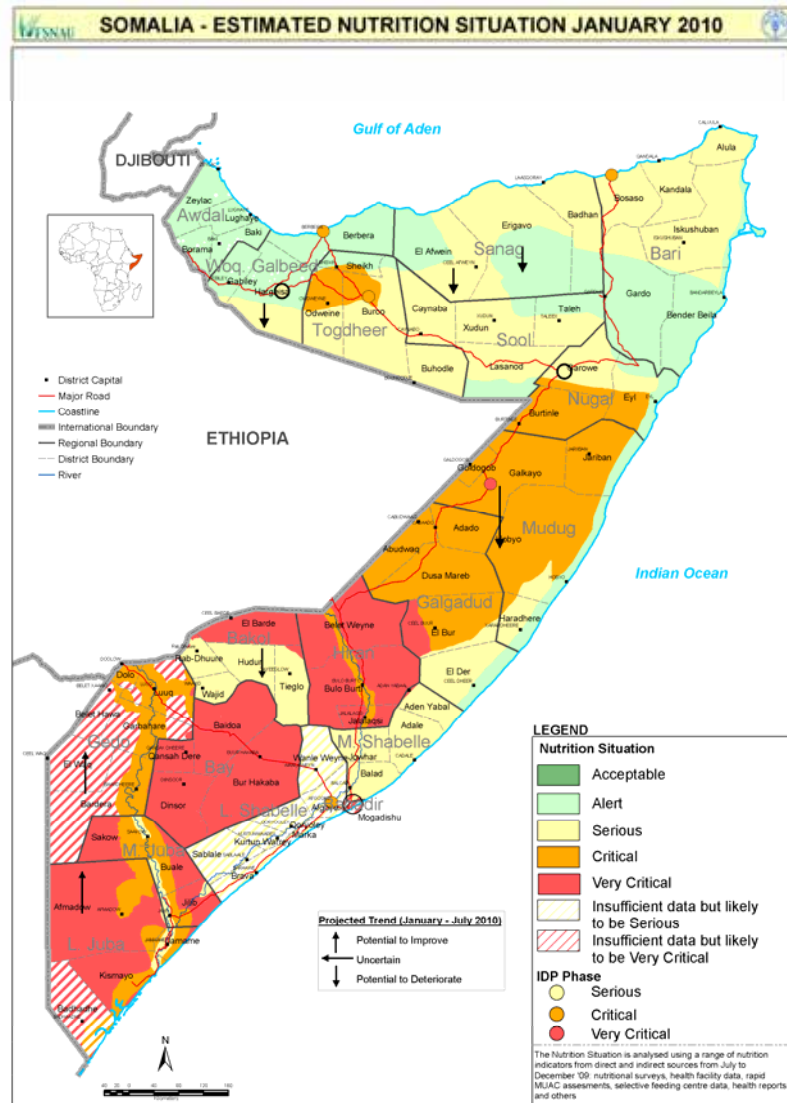 FSNAU
SOMALIA - ESTIMATED NUTRITION SITUATION JANUARY 2010
Gulf of Aden
DJIBOUTI
Zeylac
Awdal
Lughaye
Baki
Borama
Woq. Galbeed
Gabiley
Hargeisa
BERBERA
Berbera
Sheikh
Odweine
Burco
Togdheer
Buhodle
El Afwein
Erigavo
Sanag
Badhan
Caynaba
Xudun
Taleh
Sool
Lasanod
Alula
Kandala
Bosaso
Iskushuban
Bari
Gardo
Bender Beila
Garowe
Nugal
Eyl
Burtinle
District Capital
Major Road
Coastline
International Boundary
Regional Boundary
District Boundary
River
ETHIOPIA
Goldogob
Galkayo
Jariban
Mudug
Hobyo
Adado
Abudwaq
Dusa Mareb
Galgadud
El Bur
Haradhere
El Der
Indian Ocean
Belet Weyne
Hiran
Bulo Burti
Jalalaqsi
El Barde
Bakol
Rab-Dhuure
Hudur
Tieglo
Wajid
Dolo
Luuq
Belet Hawa
Garbahare
Gedo
El Waq
Bardera
Baidoa
Qansah Dere
Bay
Bur Hakaba
Dinsor
Aden Yabal
Adale
M. Shabelle
Jowhar
Balad
Wanle Weyne
L. Shabelle
Mogadishu
Qoryoley
Marka
Kurtun Warrey
Sablale
Brava
Sakow
M. Juba
Buale
Jilib
Afmadow
L. Juba
Jamame
Kismayo
Badhadhe
N
Kilometers
Projected Trend (January - July 2010)
Potential to Improve
Uncertain
Potential to Deteriorate
LEGEND
Nutrition Situation
Acceptable
Alert
Serious
Critical
Very Critical
Insufficient data but likely
to be Serious
Insufficient data but likely
to be Very Critical
IDP Phase
Serious
Critical
Very Critical
The Nutrition Situation is analysed using a range of nutrition
indicators from direct and indirect sources from July to
December '09: nutritional surveys, health facility data, rapid
MUAC assesments, selective feeding centre data, health reports
and others